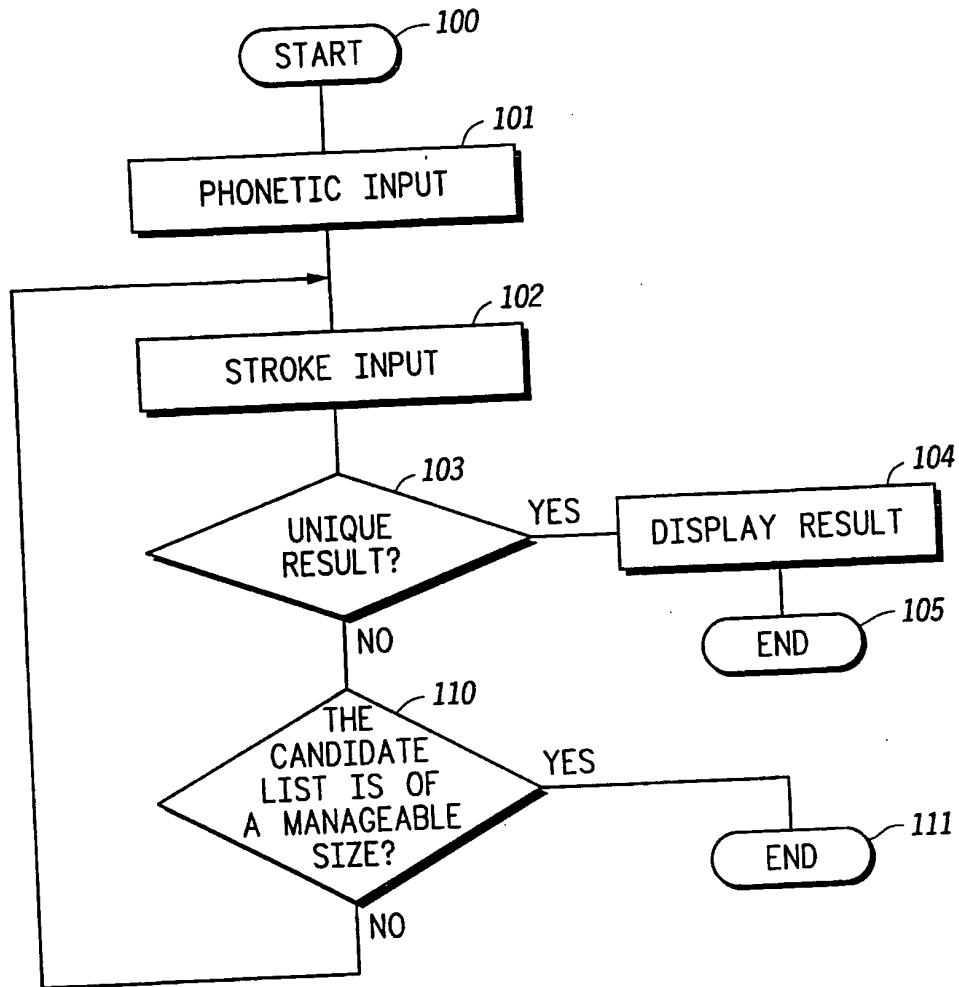 100
START
101
PHONETIC INPUT
102
STROKE INPUT
103
UNIQUE
RESULT?
YES
104
DISPLAY RESULT
105
END
NO
110
THE
CANDIDATE
LIST IS OF
A MANAGEABLE
SIZE?
YES
111
END
NO